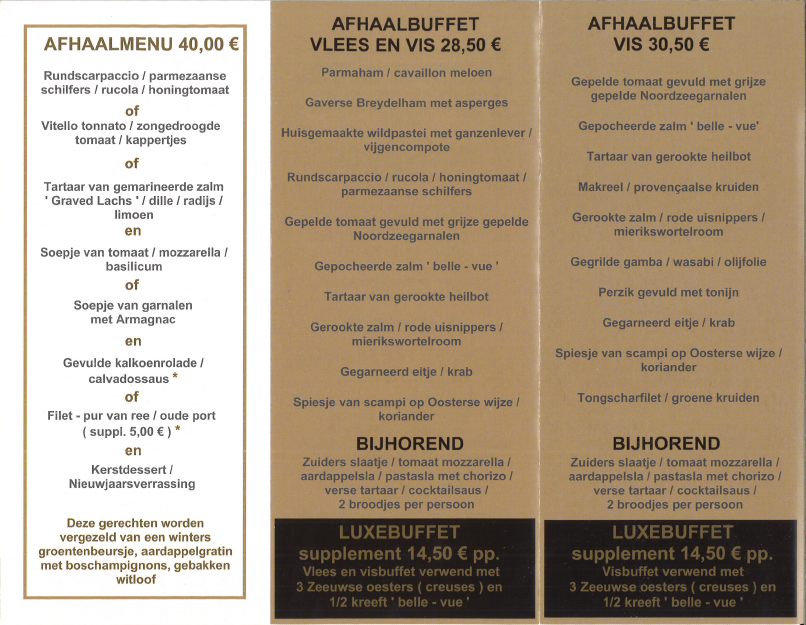 AFHAALMENU 40,00 €
Rundscarpaccio / parmezaanse
schilfers / rucola / honingtomaat
of
Vitello tonnato / zongedroogde
tomaat / kappertjes
of
Tartaar van gemarineerde zalm
' Graved Lachs ' / dille / radijs /
limoen
en
Soepje van tomaat / mozzarella /
basilicum
of
Soepje van garnalen
met Armagnac
en
Gevulde kalkoenrolade /
calvadossaus *
of
Filet - pur van ree / oude port
( suppl. 5,00 € ) *
en
Kerstdessert /
Nieuwjaarsverrassing
Deze gerechten worden
vergezeld van een winters
groentenbeursje, aardappelgratin
met boschampignons, gebakken
witloof
AFHAALBUFFET
VLEES EN VIS 28,50 €
Parmaham / cavaillon meloen
Gaverse Breydelham met asperges
Huisgemaakte wildpastei met ganzenlever /
vijgencompote
Rundscarpaccio / rucola / honingtomaat /
parmezaanse schilfers
Gepelde tomaat gevuld met grijze gepelde
Noordzeegarnalen
Gepocheerde zalm ' belle - vue '
Tartaar van gerookte heilbot
Gerookte zalm / rode uisnippers /
mierikswortelroom
Gegarneerd eitje / krab
Spiesje van scampi op Oosterse wijze /
koriander
BIJHOREND
Zuiders slaatje / tomaat mozzarella /
aardappelsla / pastasla met chorizo /
verse tartaar / cocktailsaus /
2 broodjes per persoon
LUXEBUFFET
supplement 14,50 € pp.
Vlees en visbuffet verwend met
3 Zeeuwse oesters ( creuses ) en
1/2 kreeft ' belle - vue '
AFHAALBUFFET
VIS 30,50 €
Gepelde tomaat gevuld met grijze
gepelde Noordzeegarnalen
Gepocheerde zalm ' belle - vue'
Tartaar van gerookte heilbot
Makreel / provençaalse kruiden
Gerookte zalm / rode uisnippers /
mierikswortelroom
Gegrilde gamba / wasabi / olijfolie
Perzik gevuld met tonijn
Gegarneerd eitje / krab
Spiesje van scampi op Oosterse wijze /
koriander
Tongscharfilet / groene kruiden
BIJHOREND
Zuiders slaatje / tomaat mozzarella /
aardappelsla / pastasla met chorizo /
verse tartaar / cocktailsaus /
2 broodjes per persoon
LUXEBUFFET
supplement 14,50 € pp.
Visbuffet verwend met
3 Zeeuwse oesters ( creuses ) en
1/2 kreeft ' belle - vue '